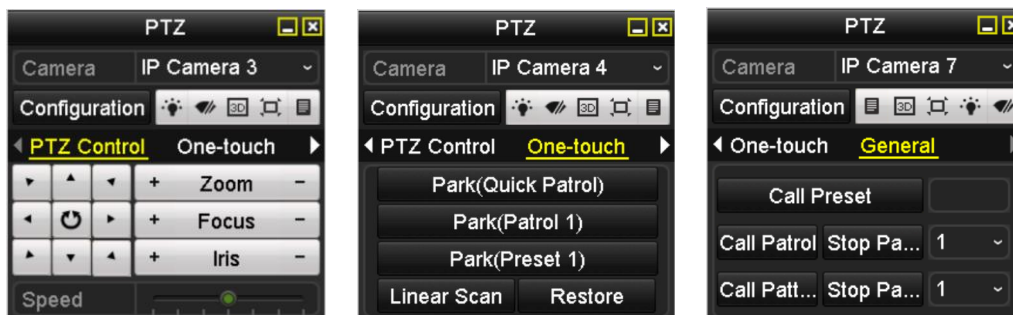 PTZ
Camera IP Camera 3
Configuration 3D
PTZ Control One-touch
+ Zoom -
+ Focus -
+ Iris -
Speed
PTZ
Camera IP Camera 4
Configuration 3D
PTZ Control One-touch
Park(Quick Patrol)
Park(Patrol 1)
Park(Preset 1)
Linear Scan Restore
PTZ
Camera IP Camera 7
Configuration 3D
One-touch General
Call Preset
Call Patrol Stop Pa... 1
Call Patt... Stop Pa... 1